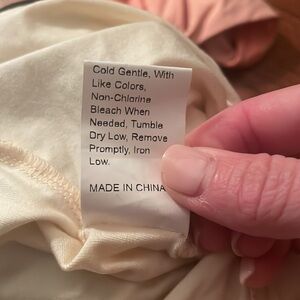 Cold Gentle, With
Like Colors,
Non-Chlorine
Bleach When
Needed, Tumble
Dry Low, Remove
Promptly, Iron
Low.
MADE IN CHINA